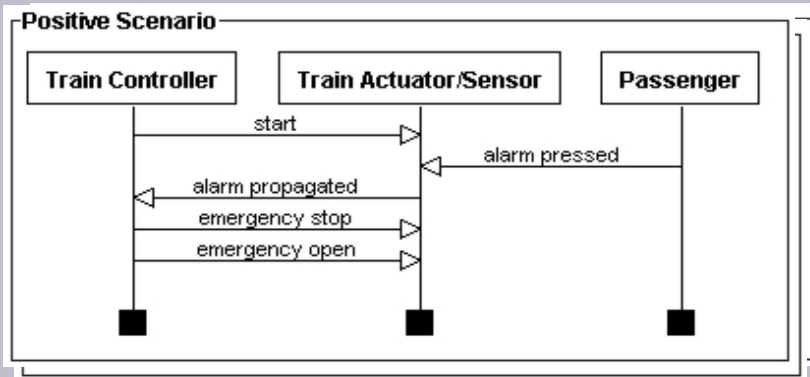 Positive Scenario
Train Controller
Train Actuator/Sensor
Passenger
start
alarm pressed
alarm propagated
emergency stop
emergency open